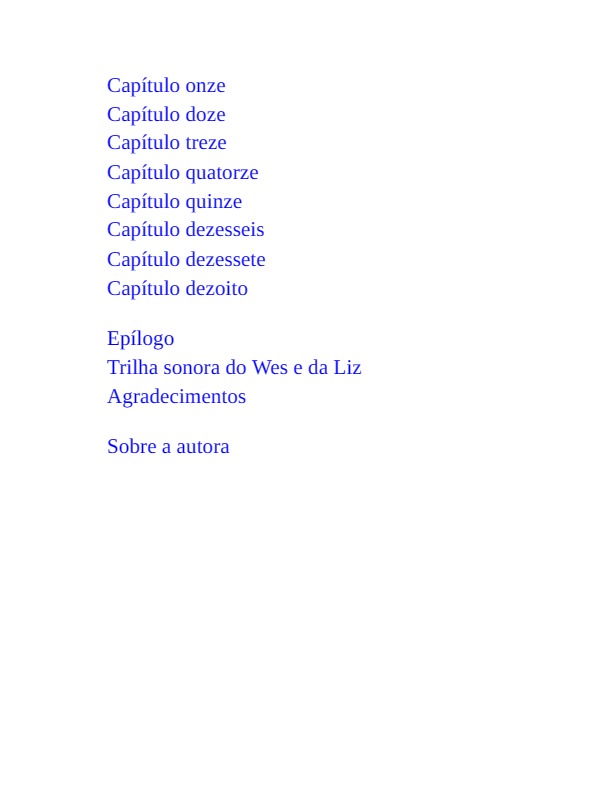 Capítulo onze
Capítulo doze
Capítulo treze
Capítulo quatorze
Capítulo quinze
Capítulo dezesseis
Capítulo dezessete
Capítulo dezoito
Epílogo
Trilha sonora do Wes e da Liz
Agradecimentos
Sobre a autora